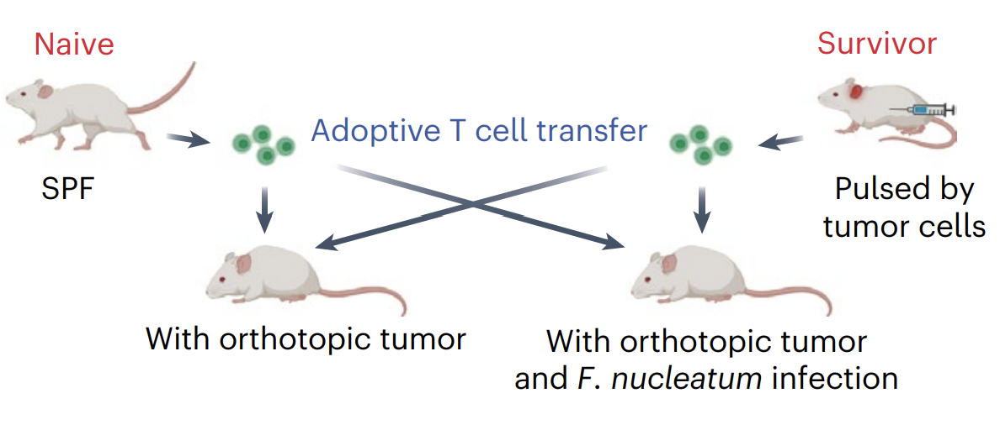 Naive
Survivor
Adoptive T cell transfer
SPF
Pulsed by
tumor cells
With orthotopic tumor
With orthotopic tumor
and F. nucleatum infection